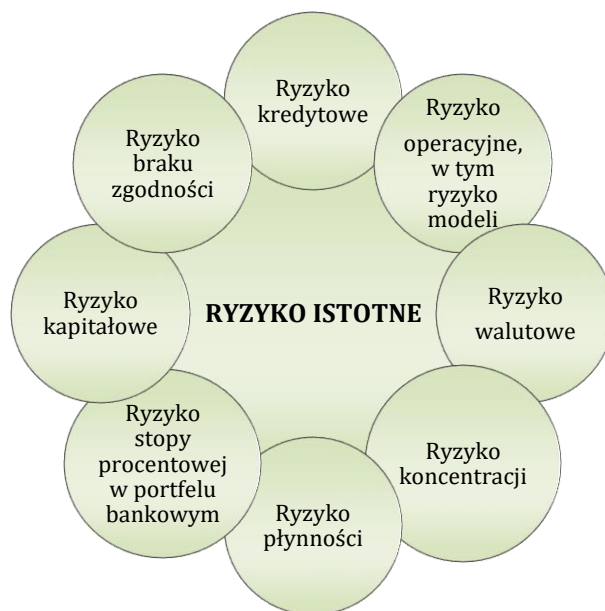 Ryzyko
kredytowe
Ryzyko
operacyjne,
w tym
ryzyko
modeli
Ryzyko
walutowe
Ryzyko
koncentracji
Ryzyko
płynności
Ryzyko
stopy
procentowej
w portfelu
bankowym
Ryzyko
kapitałowe
Ryzyko
braku
zgodności
RYZYKO ISTOTNE